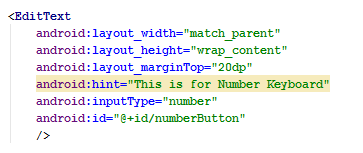 <EditText
android:layout_width="match_parent"
android:layout_height="wrap_content"
android:layout_marginTop="20dp"
android:hint="This is for Number Keyboard"
android:inputType="number"
android:id="@+id/numberButton"
/>